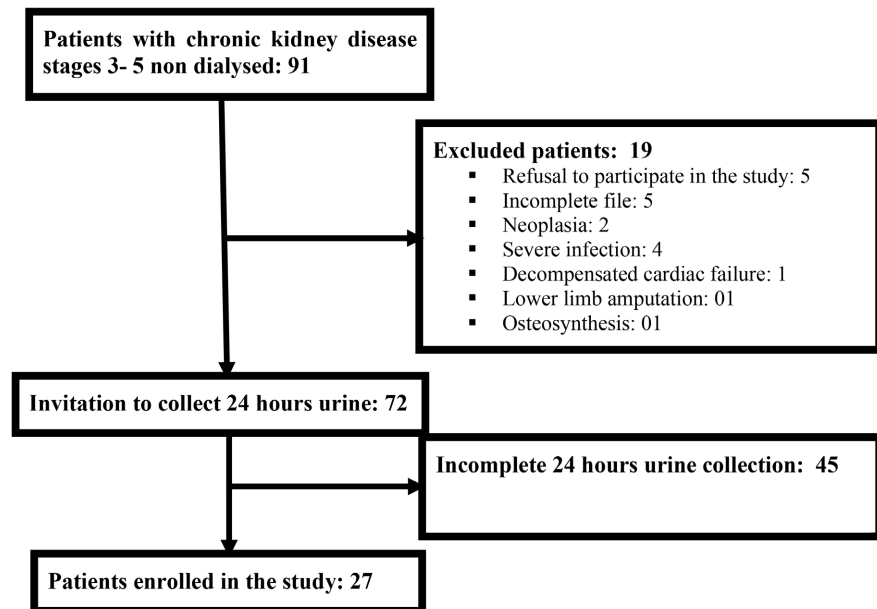 Patients with chronic kidney disease
stages 3- 5 non dialysed: 91
Excluded patients: 19
▪ Refusal to participate in the study: 5
▪ Incomplete file: 5
▪ Neoplasia: 2
▪ Severe infection: 4
▪ Decompensated cardiac failure: 1
▪ Lower limb amputation: 01
▪ Osteosynthesis: 01
Invitation to collect 24 hours urine: 72
Incomplete 24 hours urine collection: 45
Patients enrolled in the study: 27